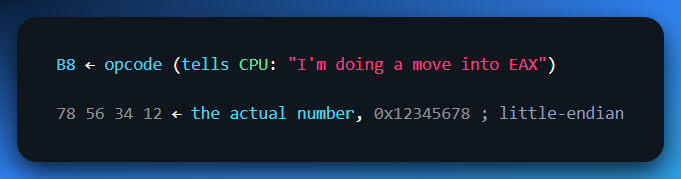 B8 ← opcode (tells CPU: "I'm doing a move into EAX")
78 56 34 12 ← the actual number, 0x12345678 ; little-endian